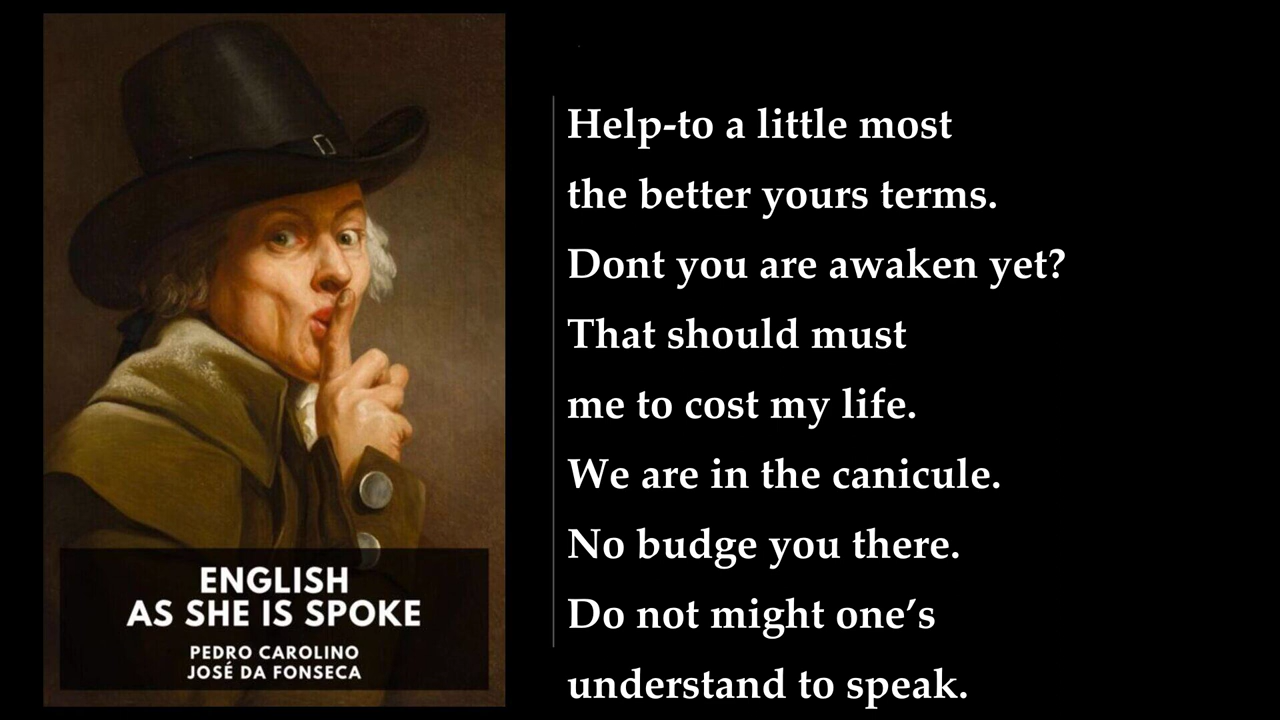 ENGLISH
AS SHE IS SPOKE
PEDRO CAROLINO
JOSÉ DA FONSECA
Help-to a little most
the better yours terms.
Dont you are awaken yet?
That should must
me to cost my life.
We are in the canicule.
No budge you there.
Do not might one’s
understand to speak.